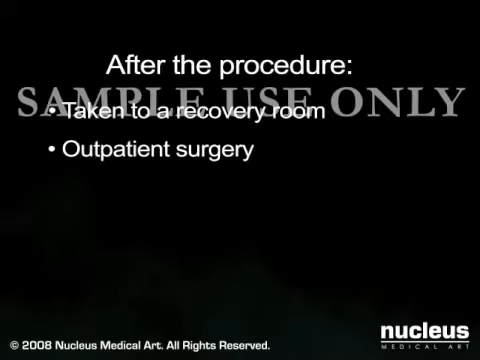 After the procedure:
SAMPLE USE ONLY
• Taken to a recovery room
• Outpatient surgery
nucleus
MEDICAL ART
© 2008 Nucleus Medical Art. All Rights Reserved.